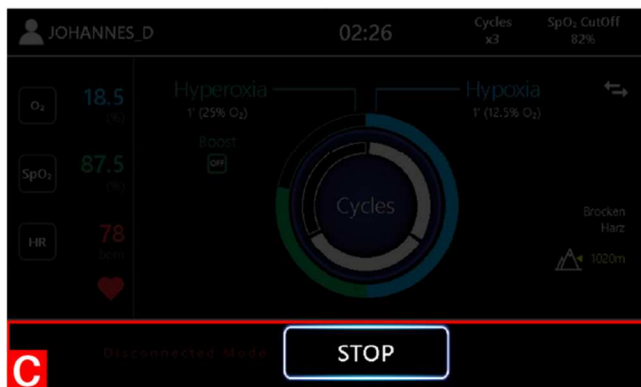 JOHANNES_D
02:26
Cycles
x3
SpO₂ CutOff
82%
O₂
18.5
(%)
SpO₂
87.5
(%)
HR
78
bpm
Hyperoxia
1' (25% O₂)
Boost
OFF
Hypoxia
1' (12.5% O₂)
Cycles
Brocken
Harz
1020m
C
Disconnected Mode
STOP